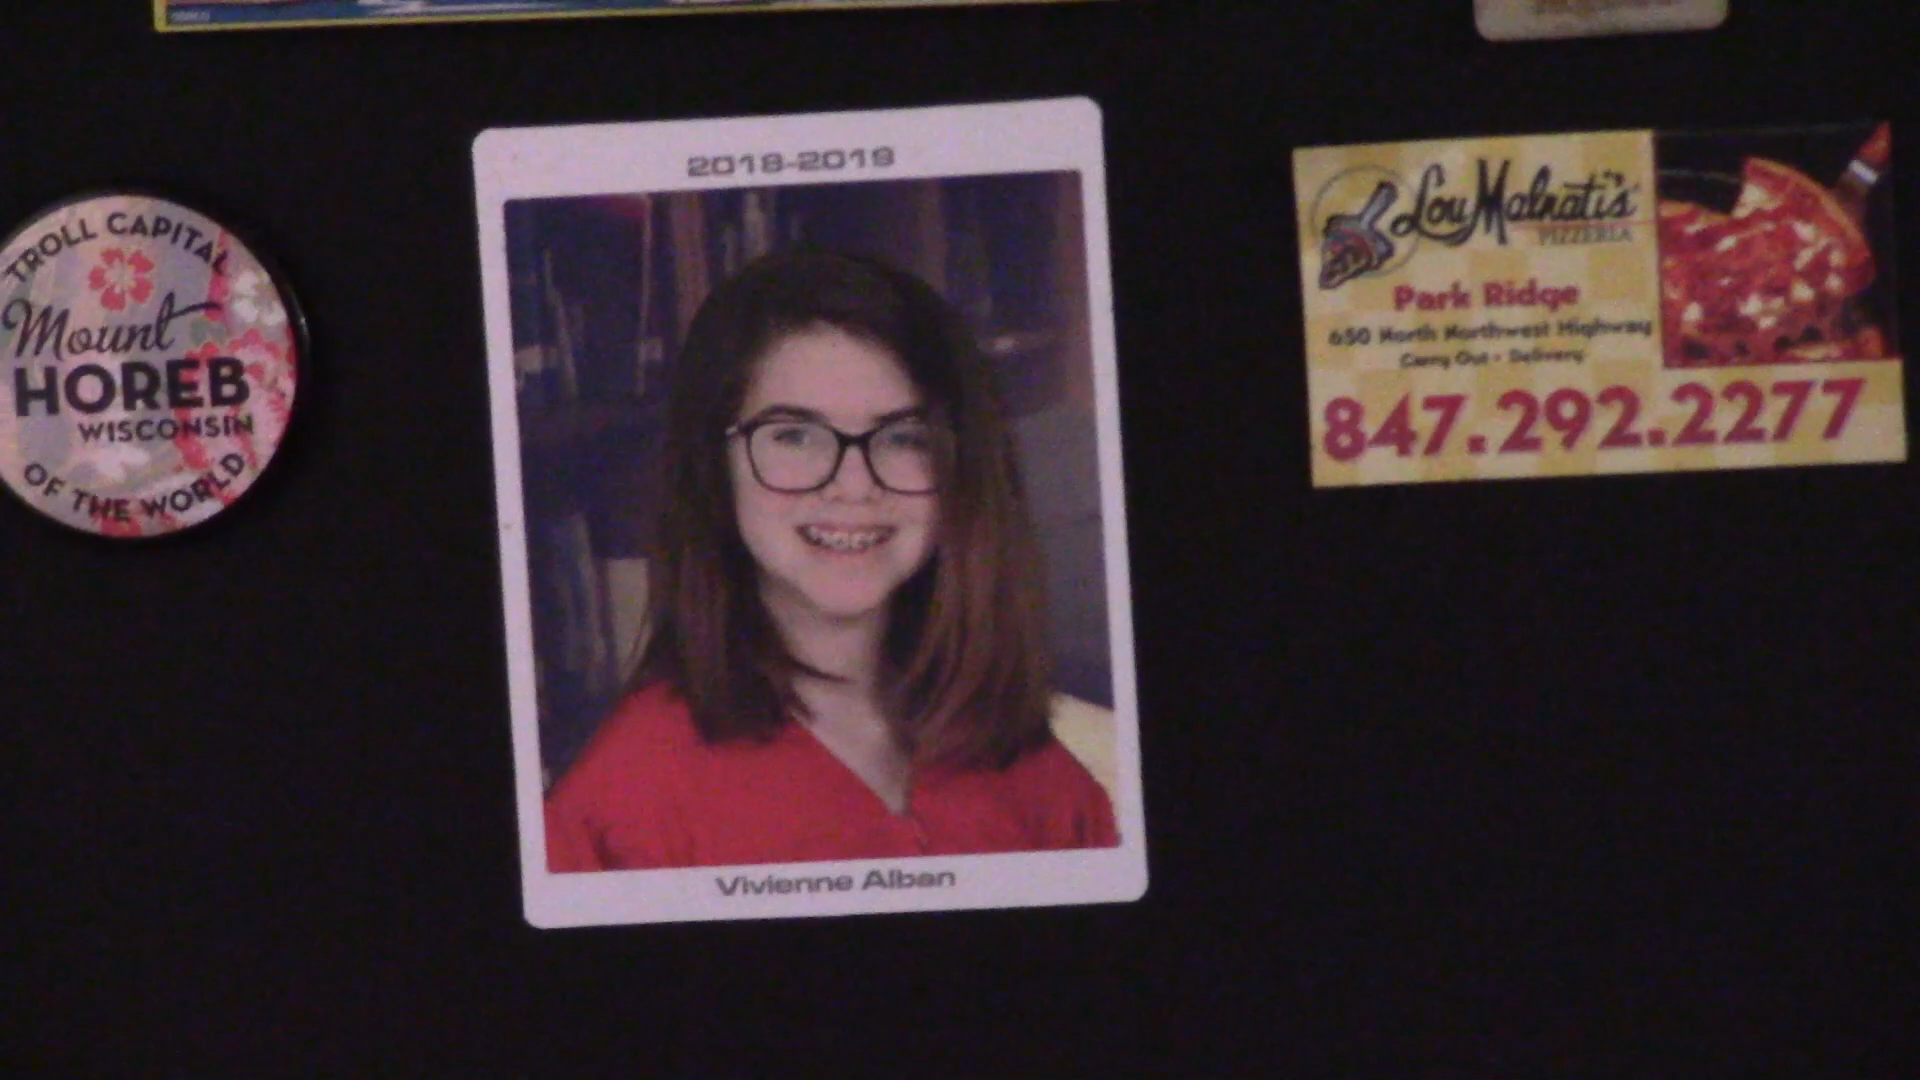 TROLL CAPITAL
Mount
HOREB
WISCONSIN
OF THE WORLD
2018-2019
Vivienne Alban
Lou Malnati's
PIZZERIA
Park Ridge
650 North Northwest Highway
Carry Out • Delivery
847.292.2277